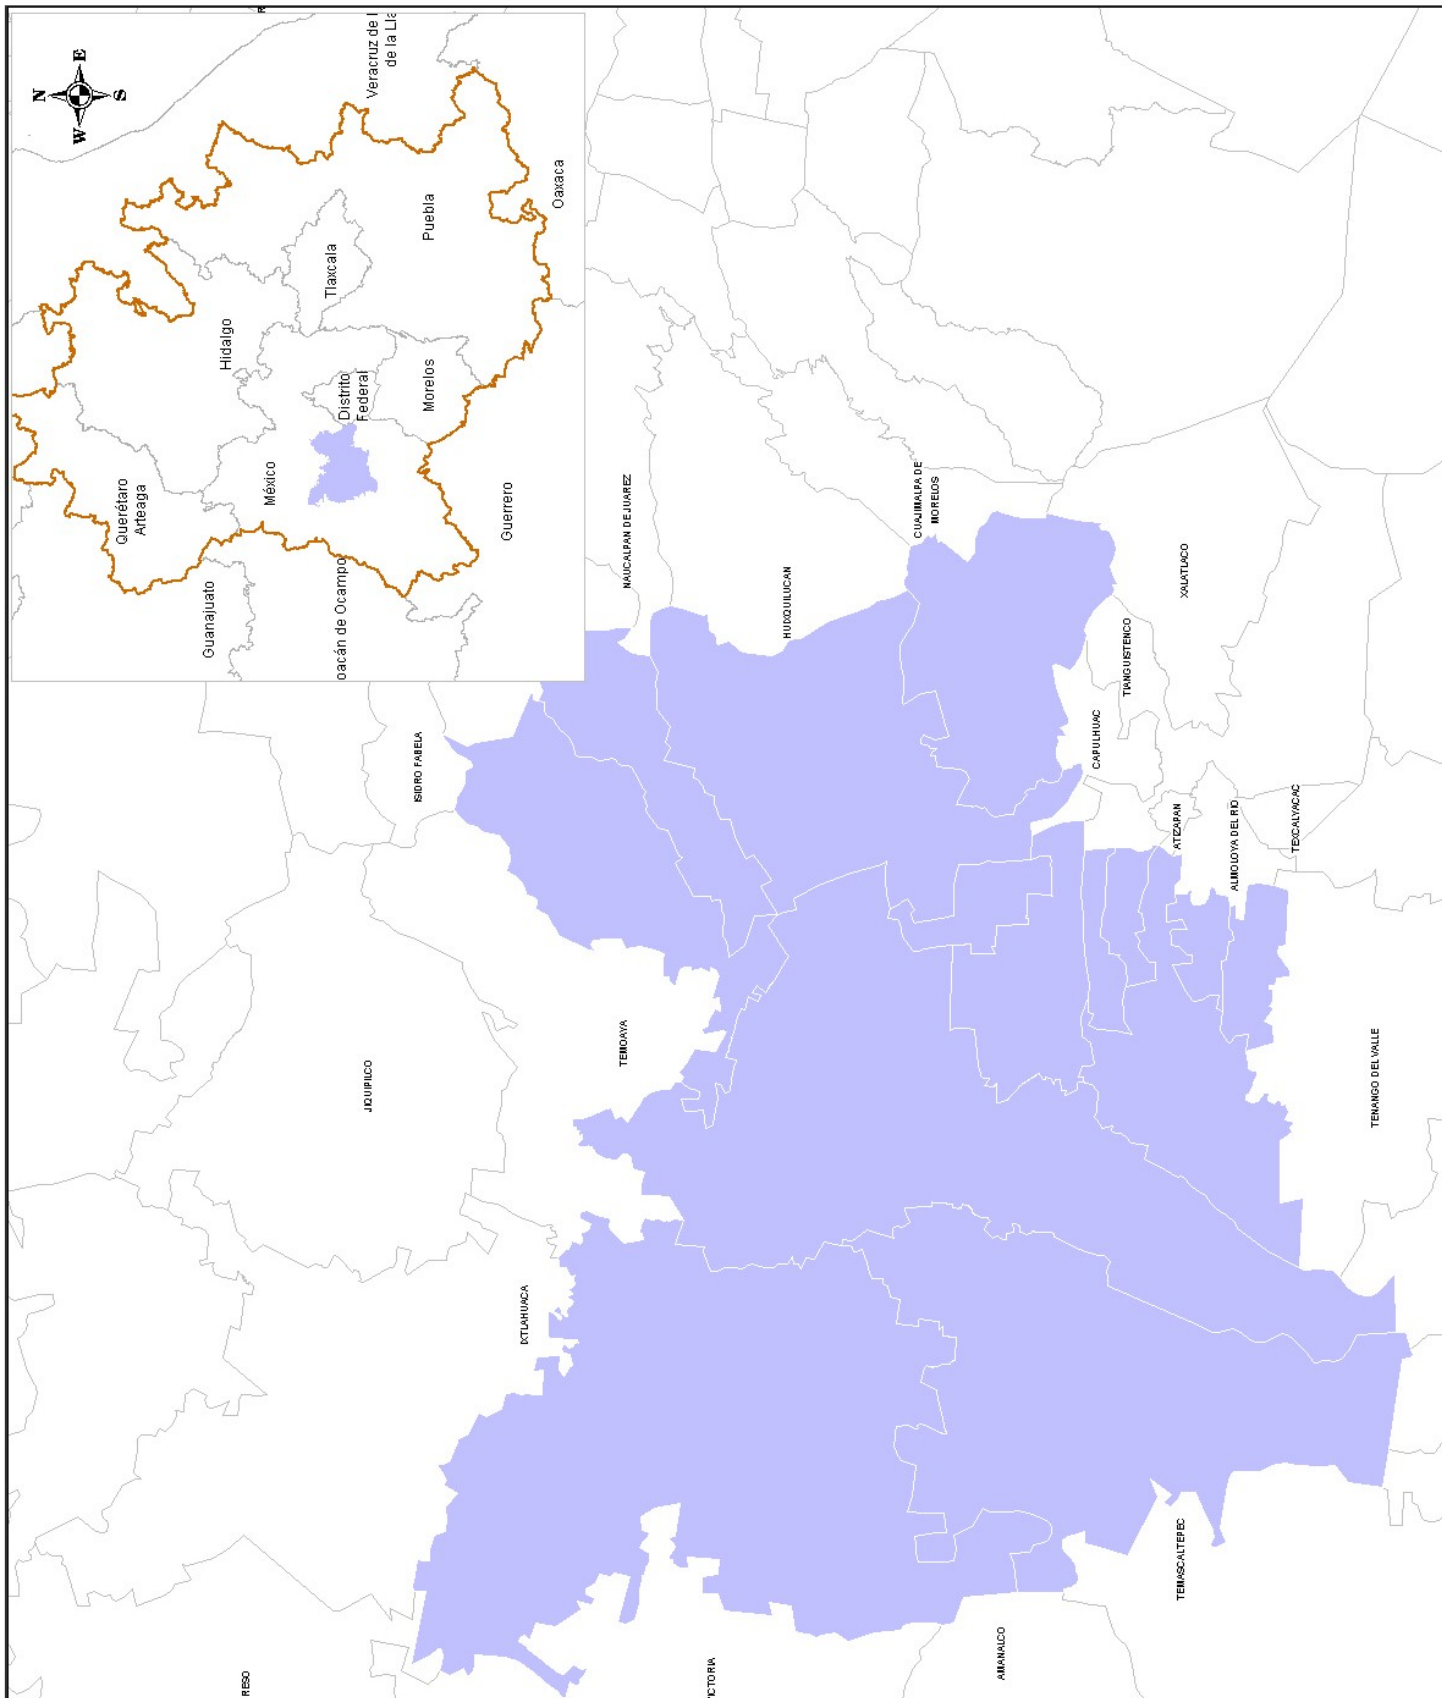 N
E
S
W
Veracruz de I
de la Lla
Querétaro
Arteaga
Hidalgo
Tlaxcala
Puebla
Oaxaca
Guanajuato
México
Distrito
Federal
Morelos
oacán de Ocampo
Guerrero
NAUCALPAN DE JUAREZ
HUIXQUILUCAN
CUAJIMALPA DE
MORELOS
ISIDRO FABELA
XALATLACO
TIANGUISTENCO
CAPULHUAC
ATIZAPAN
ALMOLOYA DEL RIO
TEXCALYACAC
JIQUIPILCO
TEMOAYA
TENANGO DEL VALLE
IXTLAHUACA
TEMASCALTEPEC
AMANALCO
RESO
ICTORIA